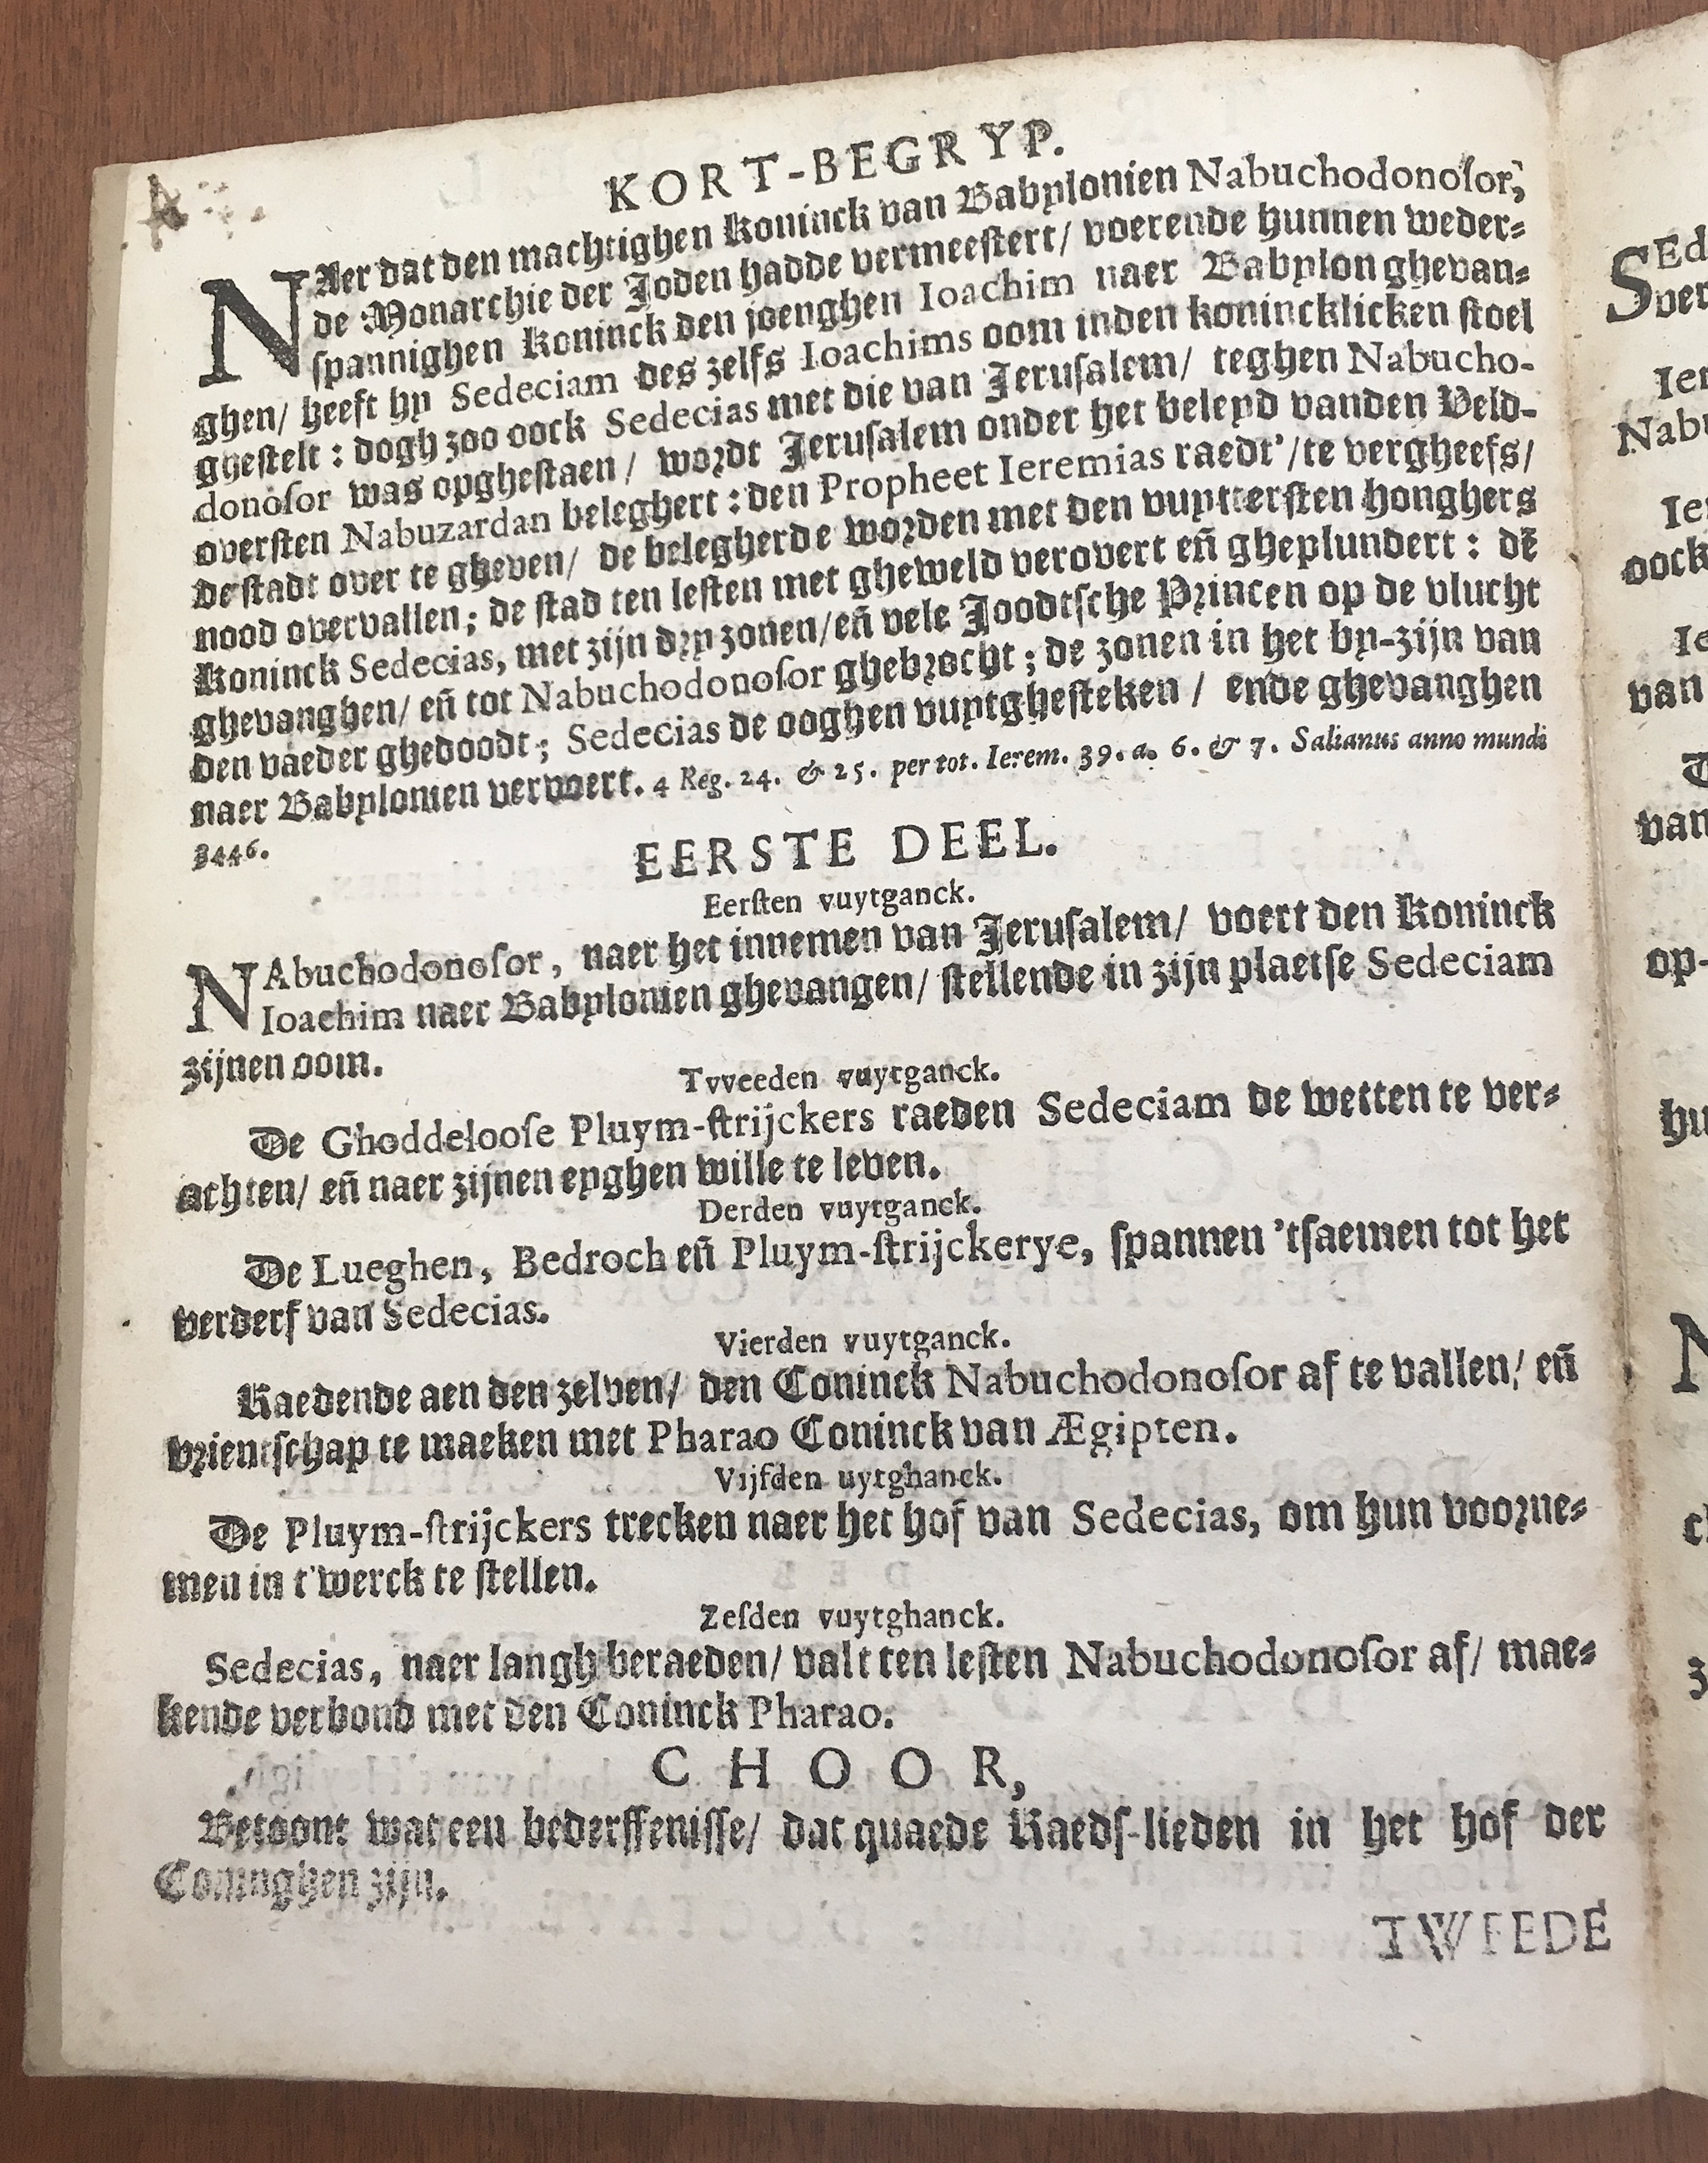 KORT-BEGRYP.
NAer dat den machtighen Koninck van Babylonien Nabuchodonosor,
de Monarchie der Joden hadde vermeestert/ voerende hunnen weder-
spannighen Koninck den joenghen Ioachim naer Babylon ghevan-
ghen/ heeft hy Sedeciam des zelfs Ioachims oom inden konincklicken stoel
ghestelt: dogh zoo oock Sedecias met die van Jerusalem/ teghen Nabucho-
donosor was opghestaen/ wordt Jerusalem onder het beleyd vanden Veld-
oversten Nabuzardan beleghert: den Propheet Ieremias raedt'/te vergheefs/
de stadt over te gheven/ de belegherde worden met den vuyttersten honghers
nood overvallen; de stad ten lesten met gheweld verovert eñ gheplundert: dē
Koninck Sedecias, met zijn dry zonen/eñ vele Joodtsche Princen op de vlucht
ghevanghen/ eñ tot Nabuchodonosor ghebrocht; de zonen in het by-zijn van
den vaeder ghedoodt; Sedecias de ooghen vuytghesteken/ ende ghevanghen
naer Babylonien vervoert. 4 Reg. 24. & 25. per tot. Ierem. 39. a. 6. & 7. Salianus anno mundi
3446.
EERSTE DEEL.
Eersten vuytganck.
NAbuchodonosor, naer het innemen van Jerusalem/ voert den Koninck
Ioachim naer Babylonien ghevangen/ stellende in zijn plaetse Sedeciam
zijnen oom.
Tvveeden vuytganck.
De Ghoddeloose Pluym-strijckers raeden Sedeciam de wetten te ver-
achten/ eñ naer zijnen eyghen wille te leven.
Derden vuytganck.
De Lueghen, Bedroch eñ Pluym-strijckerye, spannen 'tsaemen tot het
verderf van Sedecias.
Vierden vuytganck.
Raedende aen den zelven/ den Coninck Nabuchodonosor af te vallen/ eñ
vrientschap te maeken met Pharao Coninck van Ægipten.
Vijfden uytghanck.
De Pluym-strijckers trecken naer het hof van Sedecias, om hun voorne-
men in t'werck te stellen.
Zesden vuytghanck.
Sedecias, naer langh beraeden/ valt ten lesten Nabuchodonosor af/ mae-
kende verbond met den Coninck Pharao.
CHOOR,
Betoont wat een bederffenisse/ dat quaede Raeds-lieden in het hof der
Coninghen zijn.
TWEEDE